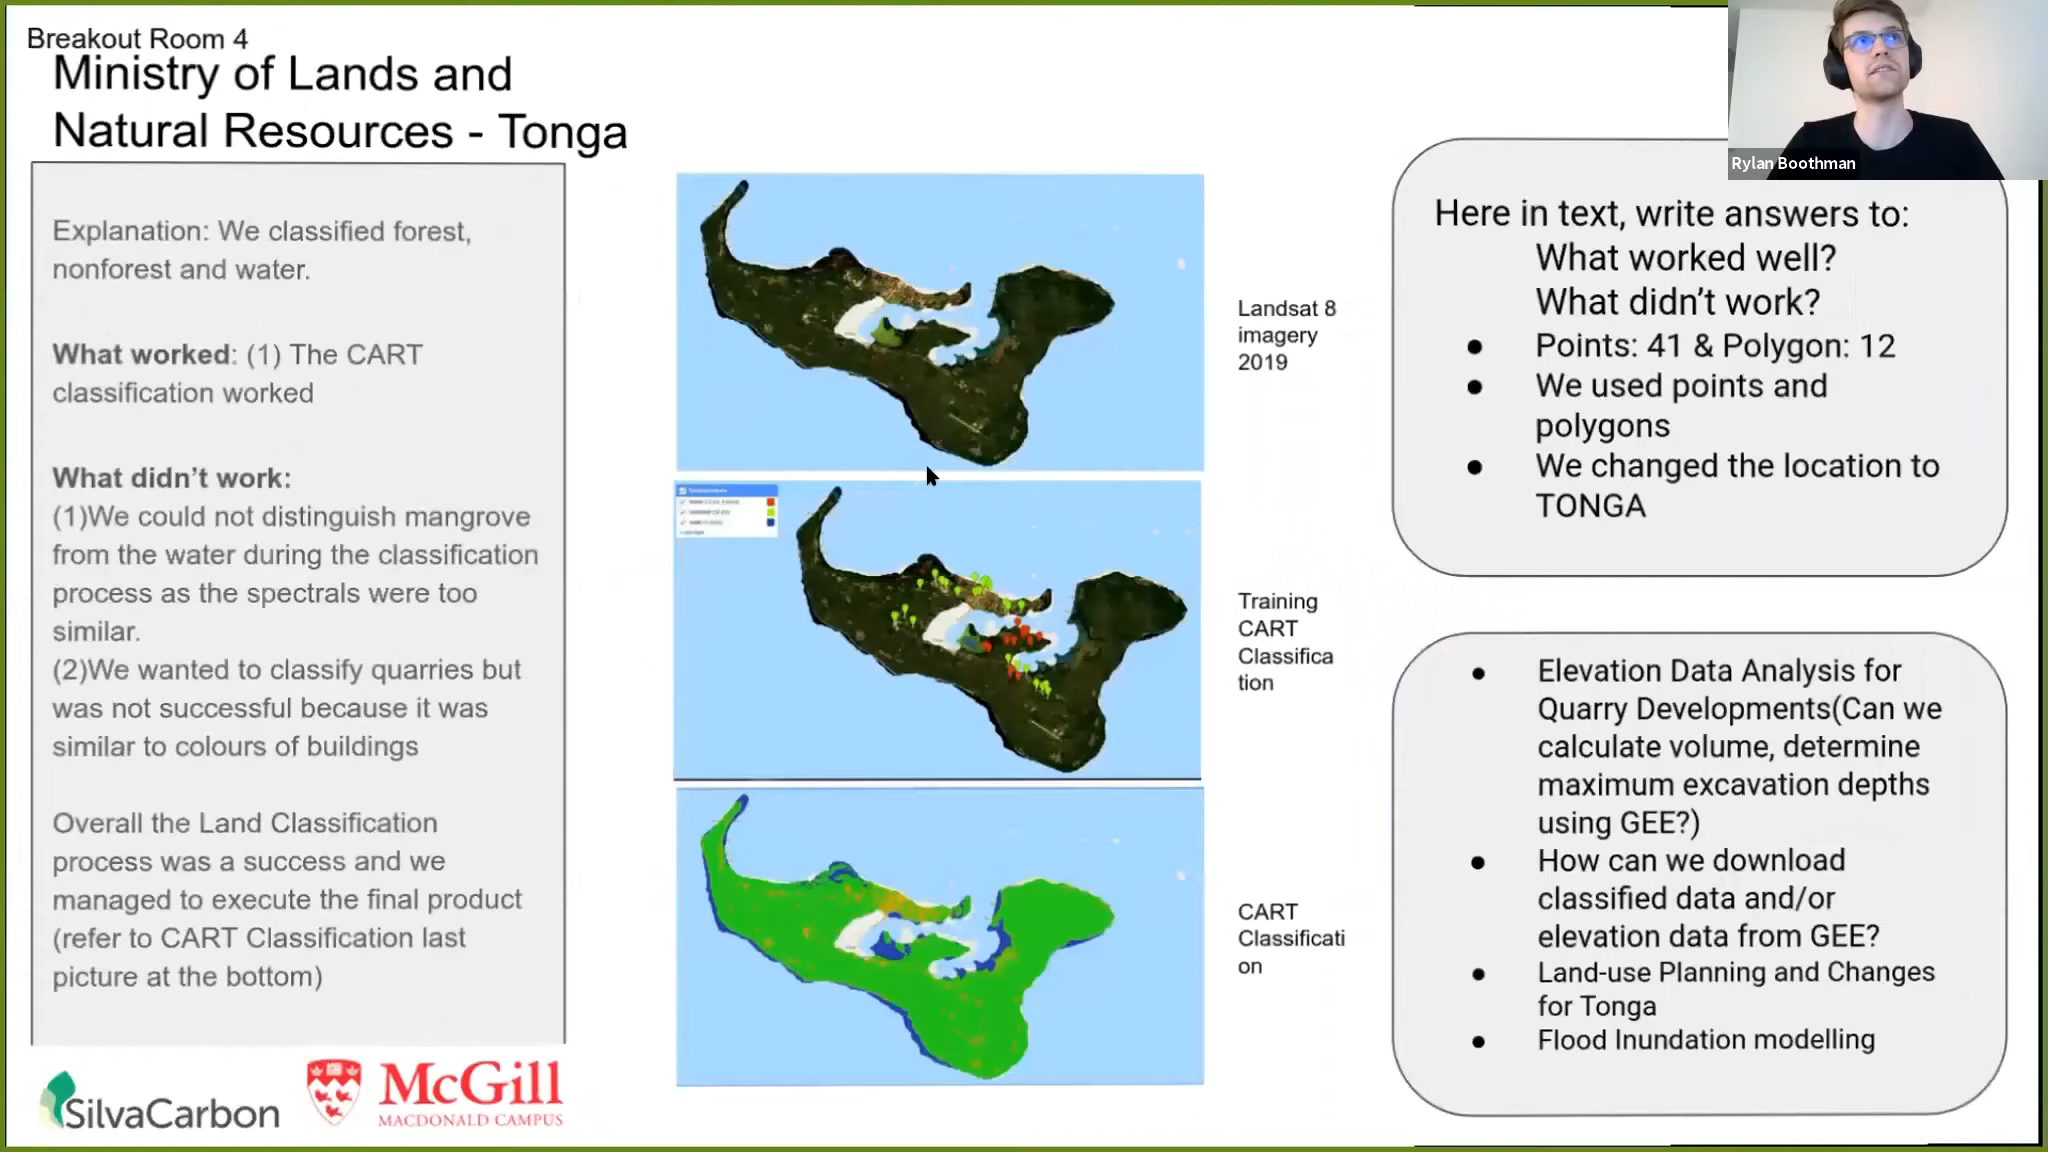 Breakout Room 4
Ministry of Lands and
Natural Resources - Tonga
Explanation: We classified forest,
nonforest and water.
What worked: (1) The CART
classification worked
What didn't work:
(1)We could not distinguish mangrove
from the water during the classification
process as the spectrals were too
similar.
(2)We wanted to classify quarries but
was not successful because it was
similar to colours of buildings
Overall the Land Classification
process was a success and we
managed to execute the final product
(refer to CART Classification last
picture at the bottom)
SilvaCarbon
McGill
MACDONALD CAMPUS
Landsat 8
imagery
2019
Training
CART
Classifica
tion
CART
Classificati
on
Rylan Boothman
Here in text, write answers to:
What worked well?
What didn't work?
● Points: 41 & Polygon: 12
● We used points and
polygons
● We changed the location to
TONGA
● Elevation Data Analysis for
Quarry Developments(Can we
calculate volume, determine
maximum excavation depths
using GEE?)
● How can we download
classified data and/or
elevation data from GEE?
● Land-use Planning and Changes
for Tonga
● Flood Inundation modelling